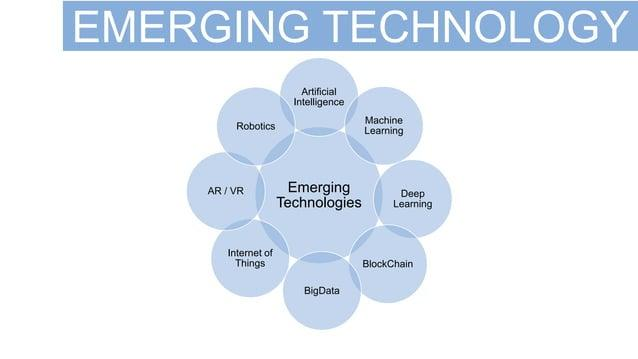 EMERGING TECHNOLOGY
Artificial
Intelligence
Machine
Learning
Deep
Learning
BlockChain
BigData
Internet of
Things
AR / VR
Robotics
Emerging
Technologies